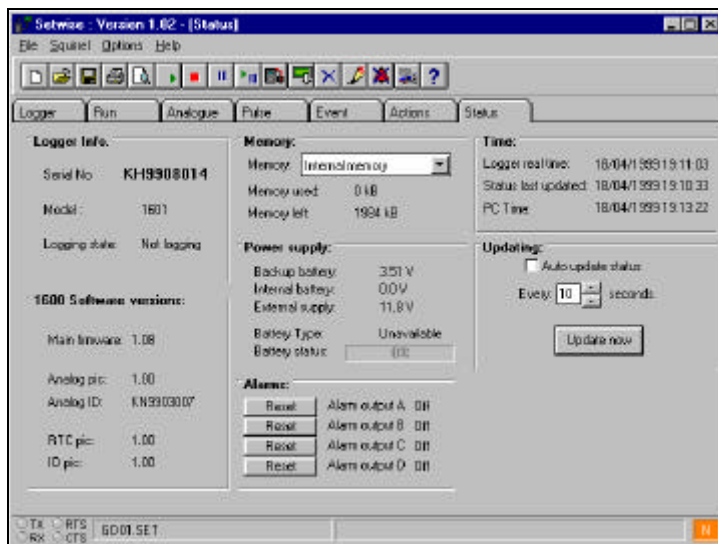 Setwise : Version 1.02 - [Status]
File Squirrel Options Help
Logger Run Analogue Pulse Event Actions Status
Logger Info.
Serial No KH9908014
Model : 1601
Logging state: Not logging
1600 Software versions:
Main firmware: 1.08
Analog pic: 1.00
Analog ID: KN9903007
RTC pic: 1.00
IO pic: 1.00
Memory:
Memory: Internal memory
Memory used: 0 kB
Memory left: 1984 kB
Power supply:
Backup battery: 3.51 V
Internal battery: 0.0 V
External supply: 11.8 V
Battery Type: Unavailable
Battery status:
Alarms:
Reset Alarm output A Off
Reset Alarm output B Off
Reset Alarm output C Off
Reset Alarm output D Off
Time:
Logger real time: 18/04/1999 19:11:03
Status last updated: 18/04/1999 19:10:33
PC Time: 18/04/1999 19:13:22
Updating:
Auto update status
Every: 10 seconds
Update now
TX RTS
RX CTS
GD01.SET
N